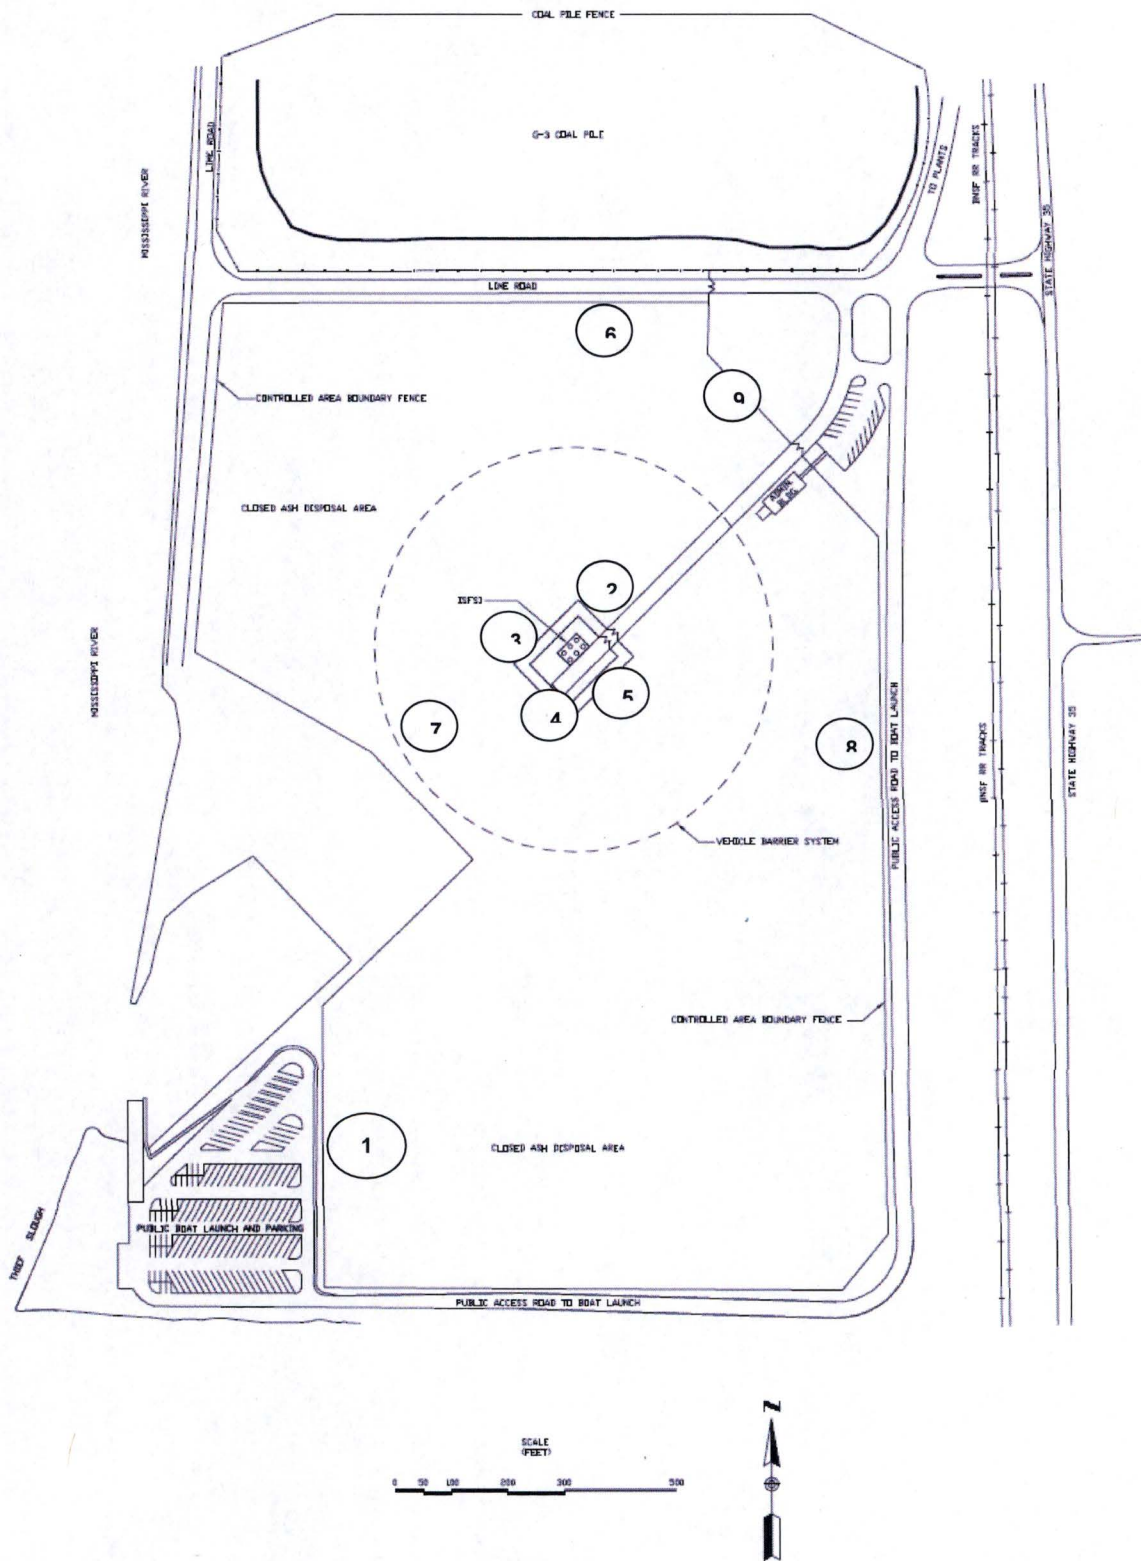 COAL PILE FENCE
G-3 COAL PILE
LIME ROAD
MISSISSIPPI RIVER
TO PLANTS
BNSF RR TRACKS
STATE HIGHWAY 35
LIME ROAD
6
CONTROLLED AREA BOUNDARY FENCE
9
CLOSED ASH DISPOSAL AREA
ADMIN.
BLDG
ISFSI
2
3
MISSISSIPPI RIVER
5
4
7
8
PUBLIC ACCESS ROAD TO BOAT LAUNCH
BNSF RR TRACKS
STATE HIGHWAY 35
VEHICLE BARRIER SYSTEM
CONTROLLED AREA BOUNDARY FENCE
1
CLOSED ASH DISPOSAL AREA
PUBLIC BOAT LAUNCH AND PARKING
THIEF SLOUGH
PUBLIC ACCESS ROAD TO BOAT LAUNCH
SCALE
(FEET)
0 50 100 200 300 500
N